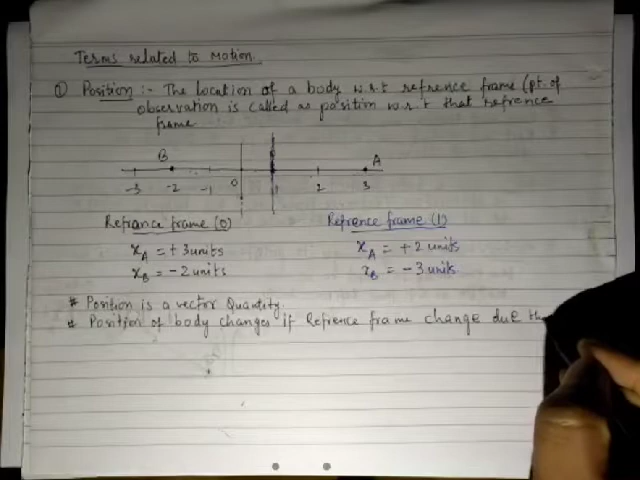 Terms related to Motion
① Position :- The location of a body w.r.t refrence frame (pt. of
observation is called as position w.r.t that refrence
frame
B A
-3 -2 -1 0 1 2 3
Refrance frame (0) Refrence frame (1)
xA = +3 units xA = +2 units
xB = -2 units xB = -3 units
* Position is a vector Quantity.
* Position of body changes if Refrence frame change due th